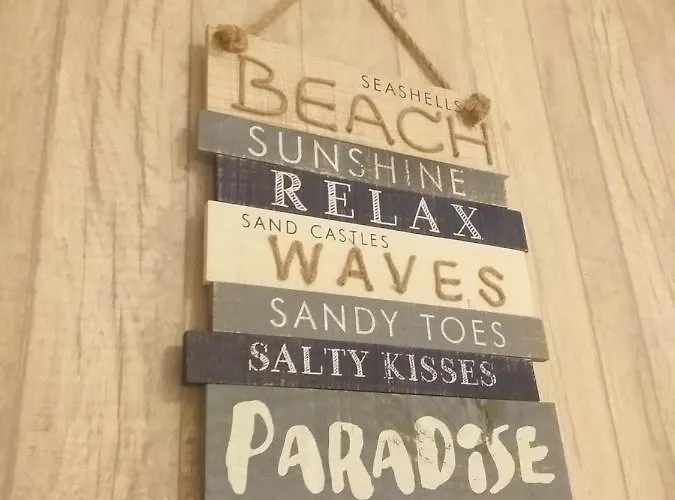 SEASHELLS
BEACH
SUNSHINE
RELAX
SAND CASTLES
WAVES
SANDY TOES
SALTY KISSES
PARADiSE